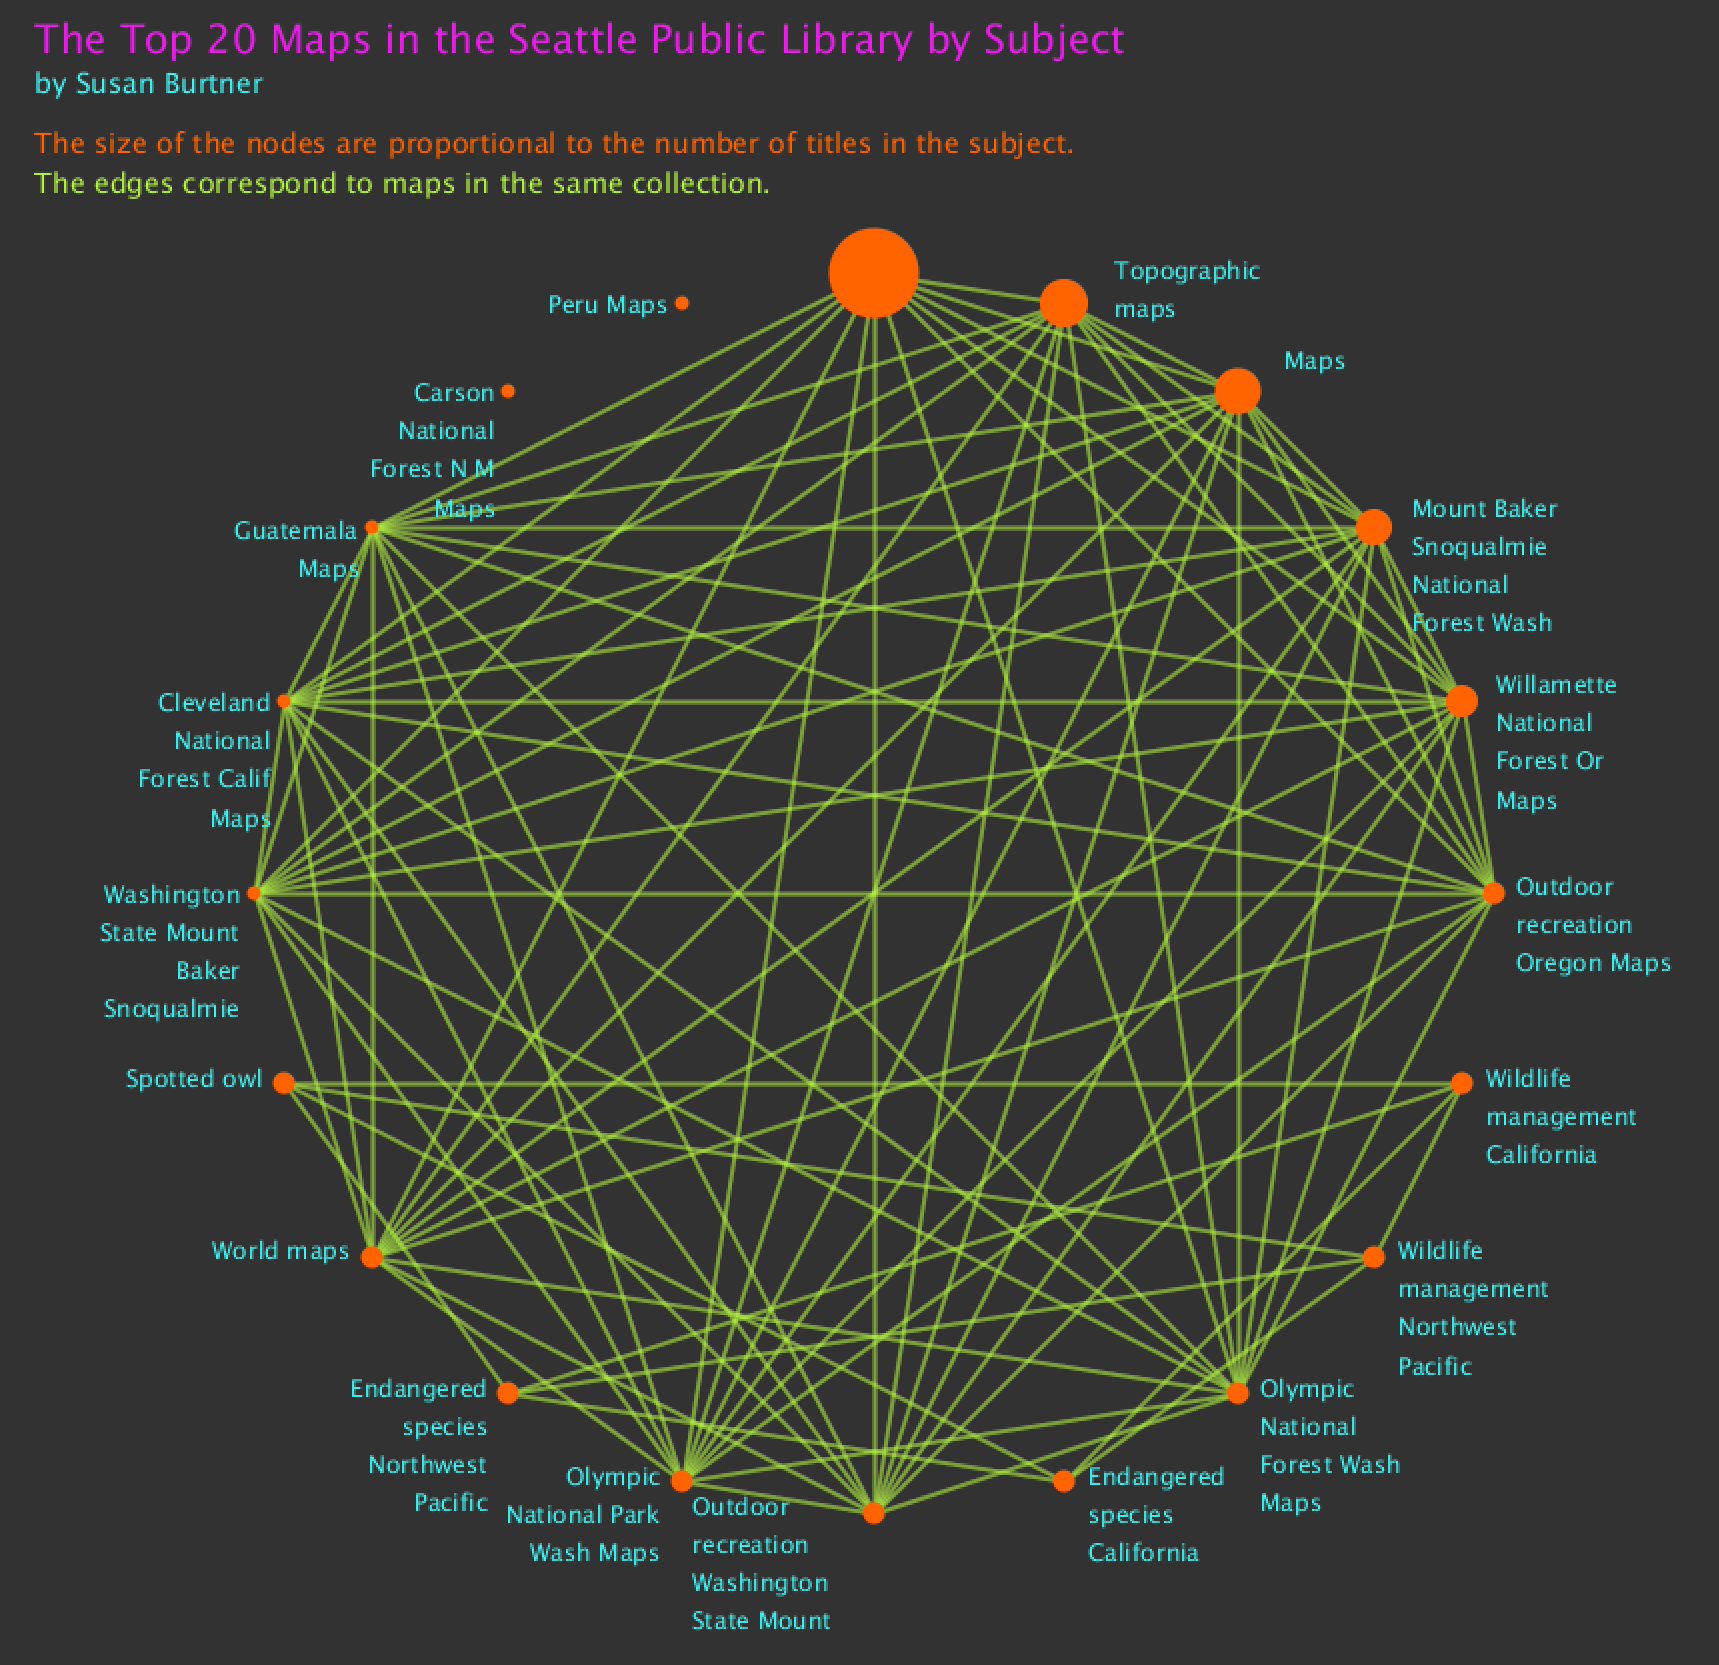 The Top 20 Maps in the Seattle Public Library by Subject
by Susan Burtner
The size of the nodes are proportional to the number of titles in the subject.
The edges correspond to maps in the same collection.
Topographic
maps
Maps
Mount Baker
Snoqualmie
National
Forest Wash
Willamette
National
Forest Or
Maps
Outdoor
recreation
Oregon Maps
Wildlife
management
California
Wildlife
management
Northwest
Pacific
Olympic
National
Forest Wash
Maps
Endangered
species
California
Outdoor
recreation
Washington
State Mount
Olympic
National Park
Wash Maps
Endangered
species
Northwest
Pacific
World maps
Spotted owl
Washington
State Mount
Baker
Snoqualmie
Cleveland
National
Forest Calif
Maps
Guatemala
Maps
Carson
National
Forest N M
Maps
Peru Maps